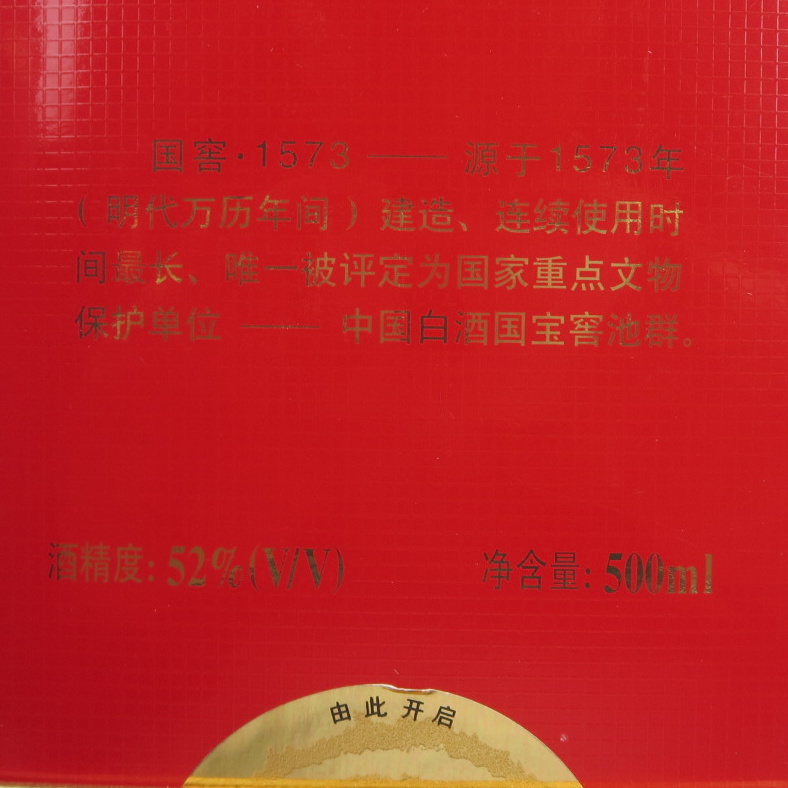 国窖·1573 —— 源于1573年
（明代万历年间）建造、连续使用时
间最长、唯一被评定为国家重点文物
保护单位 —— 中国白酒国宝窖池群。
酒精度: 52%(V/V) 净含量: 500ml
由此开启